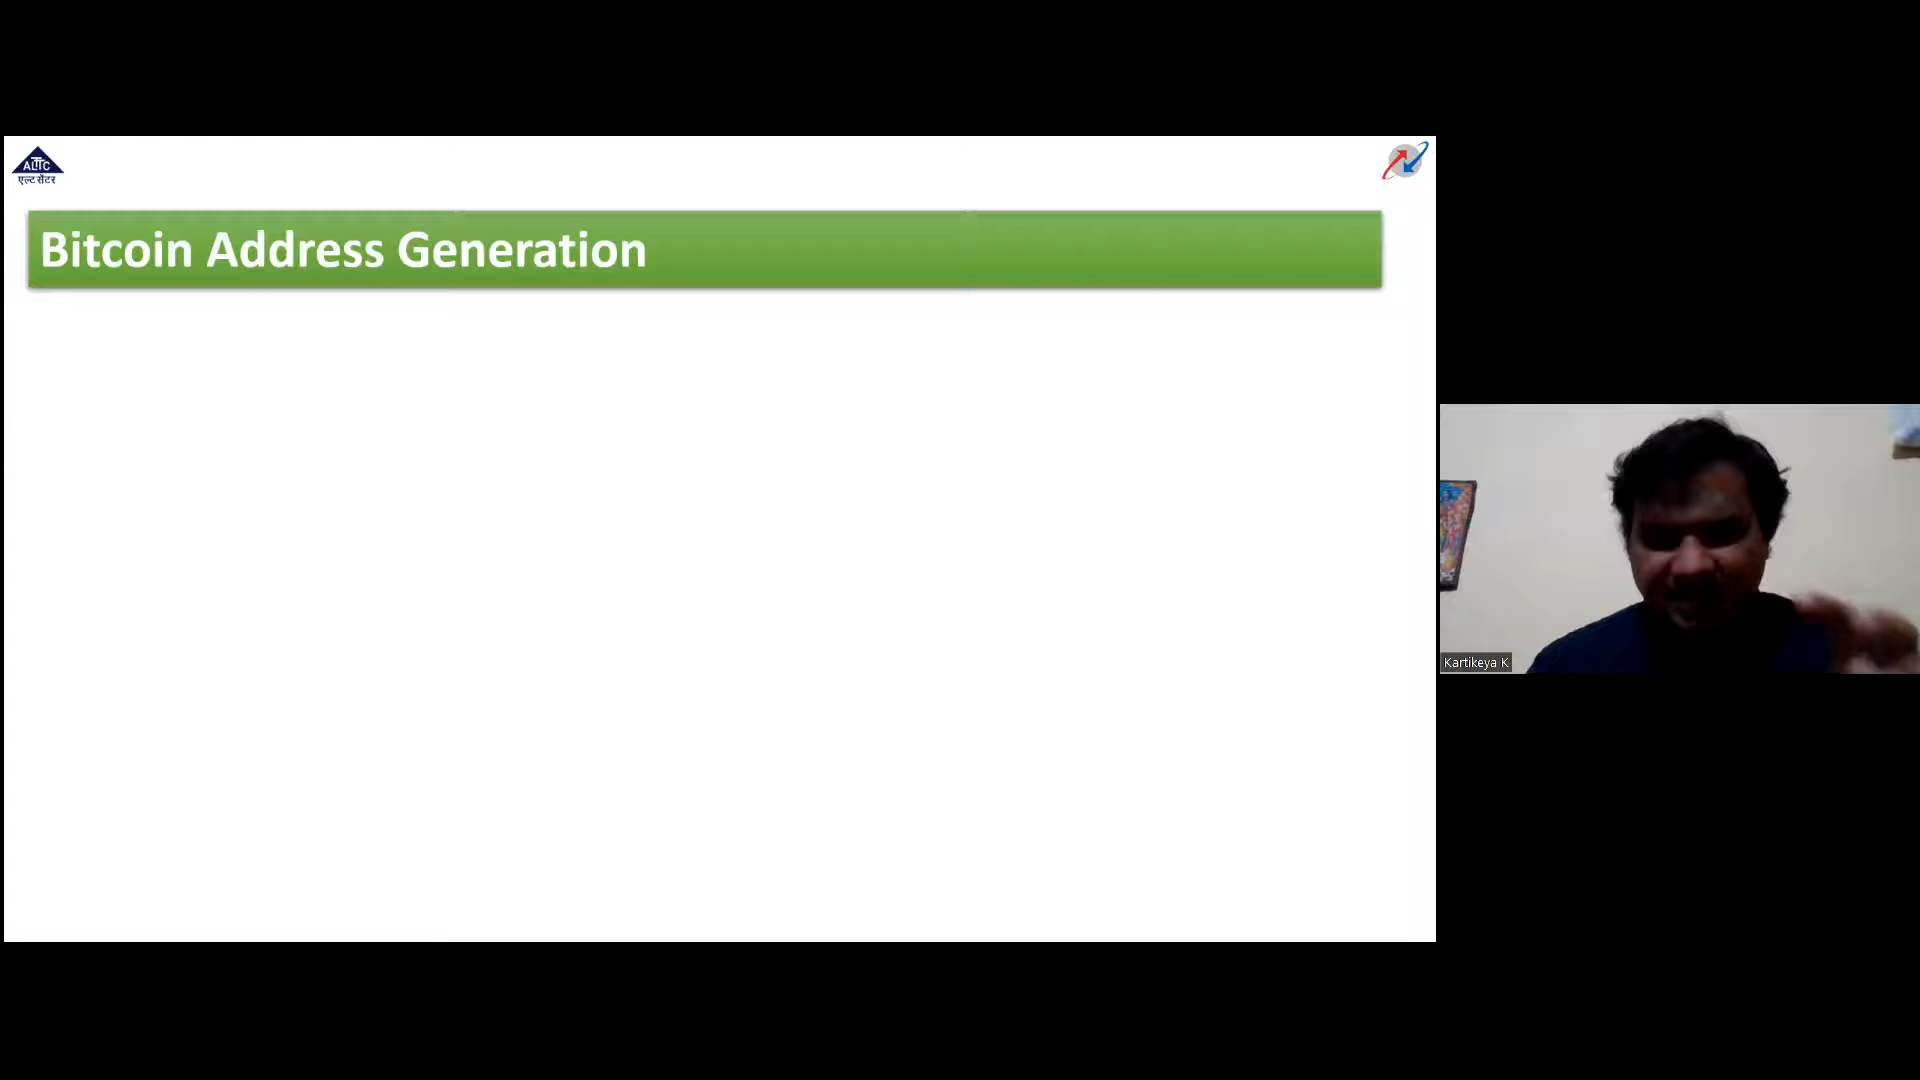 ALTTC
एल्टसेंटर
Bitcoin Address Generation
Kartikeya K